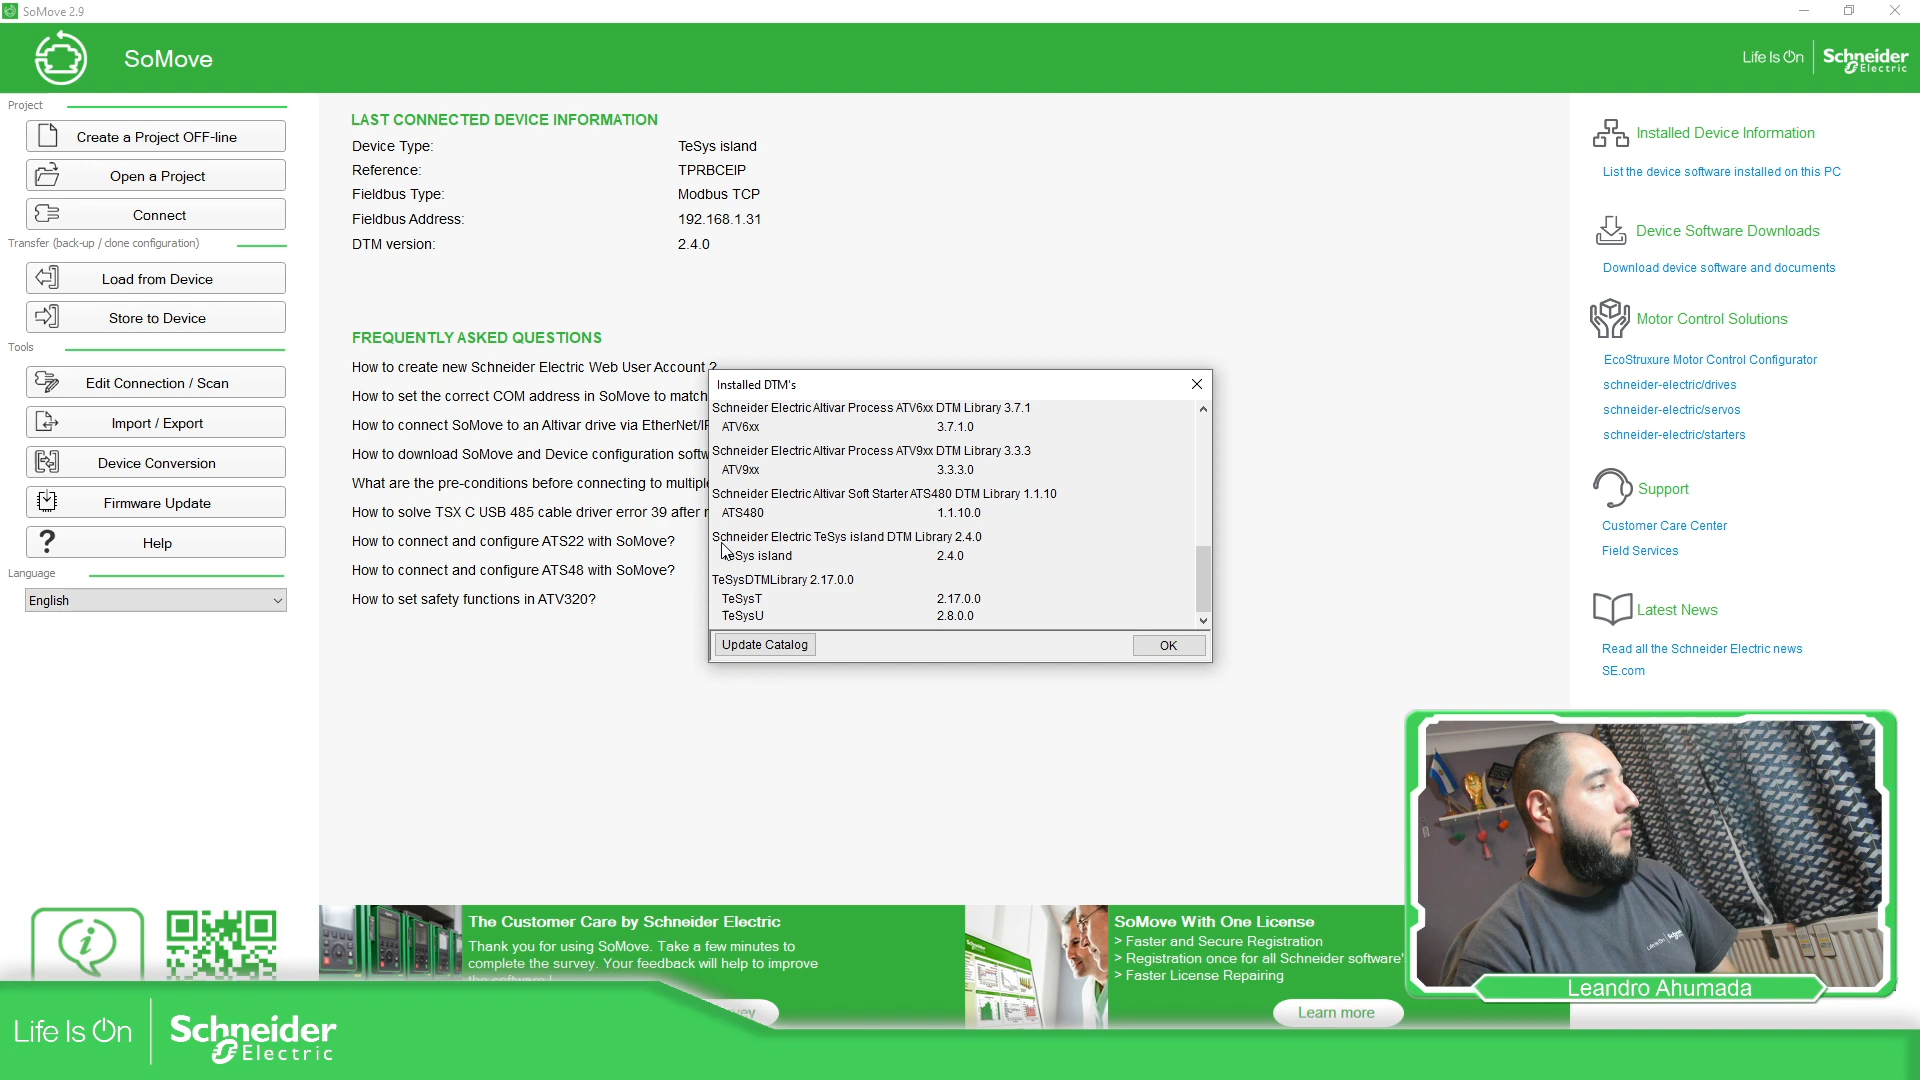 SoMove 2.9
SoMove
Life Is On
Schneider
Electric
Project
Create a Project OFF-line
Open a Project
Connect
Transfer (back-up / clone configuration)
Load from Device
Store to Device
Tools
Edit Connection / Scan
Import / Export
Device Conversion
Firmware Update
Help
Language
English
LAST CONNECTED DEVICE INFORMATION
Device Type: TeSys island
Reference: TPRBCEIP
Fieldbus Type: Modbus TCP
Fieldbus Address: 192.168.1.31
DTM version: 2.4.0
FREQUENTLY ASKED QUESTIONS
How to create new Schneider Electric Web User Account ?
How to set the correct COM address in SoMove to match
How to connect SoMove to an Altivar drive via EtherNet/IP
How to download SoMove and Device configuration softw
What are the pre-conditions before connecting to multiple
How to solve TSX C USB 485 cable driver error 39 after r
How to connect and configure ATS22 with SoMove?
How to connect and configure ATS48 with SoMove?
How to set safety functions in ATV320?
Installed DTM's
Schneider Electric Altivar Process ATV6xx DTM Library 3.7.1
ATV6xx 3.7.1.0
Schneider Electric Altivar Process ATV9xx DTM Library 3.3.3
ATV9xx 3.3.3.0
Schneider Electric Altivar Soft Starter ATS480 DTM Library 1.1.10
ATS480 1.1.10.0
Schneider Electric TeSys island DTM Library 2.4.0
TeSys island 2.4.0
TeSysDTMLibrary 2.17.0.0
TeSysT 2.17.0.0
TeSysU 2.8.0.0
Update Catalog
OK
Installed Device Information
List the device software installed on this PC
Device Software Downloads
Download device software and documents
Motor Control Solutions
EcoStruxure Motor Control Configurator
schneider-electric/drives
schneider-electric/servos
schneider-electric/starters
Support
Customer Care Center
Field Services
Latest News
Read all the Schneider Electric news
SE.com
The Customer Care by Schneider Electric
Thank you for using SoMove. Take a few minutes to
complete the survey. Your feedback will help to improve
SoMove With One License
> Faster and Secure Registration
> Registration once for all Schneider software'
> Faster License Repairing
Learn more
Leandro Ahumada
Life Is On
Schneider
Electric